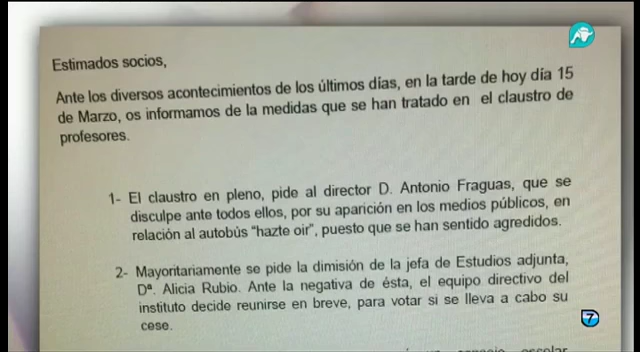 Estimados socios,
Ante los diversos acontecimientos de los últimos días, en la tarde de hoy día 15
de Marzo, os informamos de la medidas que se han tratado en el claustro de
profesores.
1- El claustro en pleno, pide al director D. Antonio Fraguas, que se
disculpe ante todos ellos, por su aparición en los medios públicos, en
relación al autobús “hazte oir”, puesto que se han sentido agredidos.
2- Mayoritariamente se pide la dimisión de la jefa de Estudios adjunta,
Dª. Alicia Rubio. Ante la negativa de ésta, el equipo directivo del
instituto decide reunirse en breve, para votar si se lleva a cabo su
cese.
7
escolar